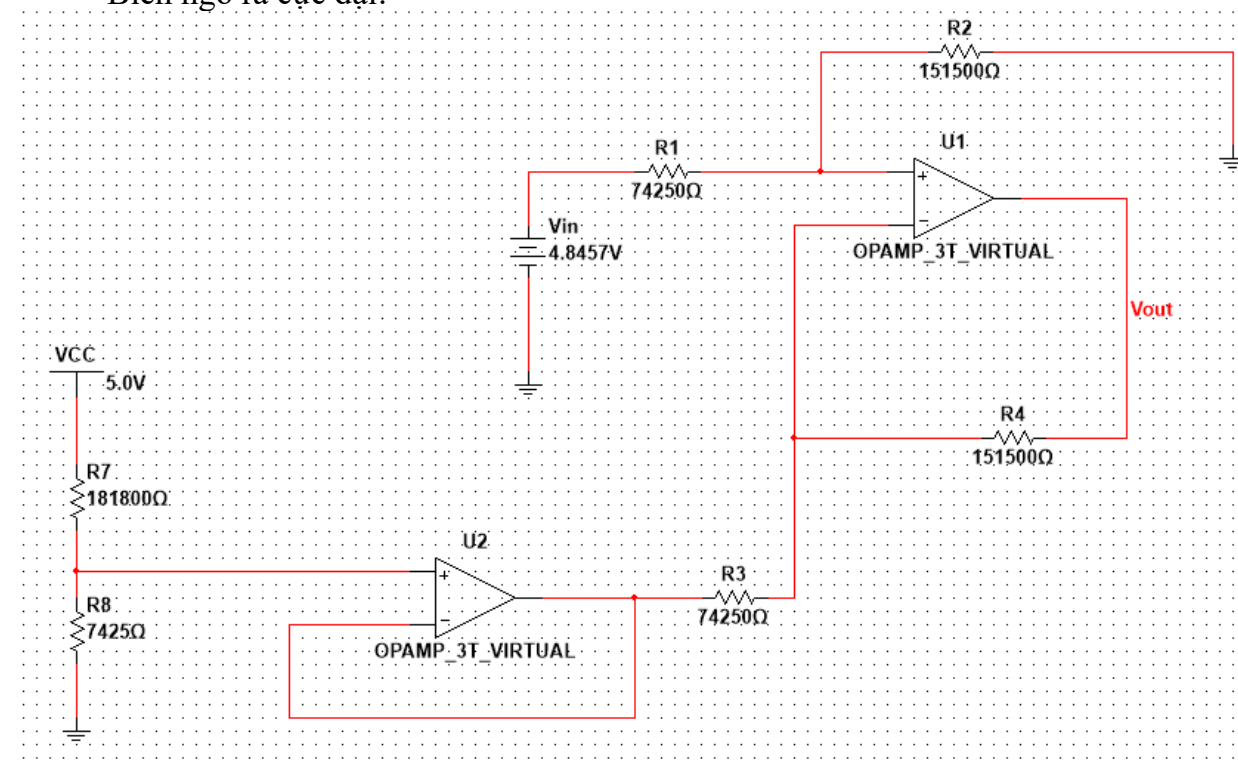 R2
151500Ω
U1
R1
74250Ω
+
−
Vin
4.8457V
OPAMP_3T_VIRTUAL
Vout
VCC
5.0V
R4
151500Ω
R7
181800Ω
U2
+
−
R3
74250Ω
R8
7425Ω
OPAMP_3T_VIRTUAL